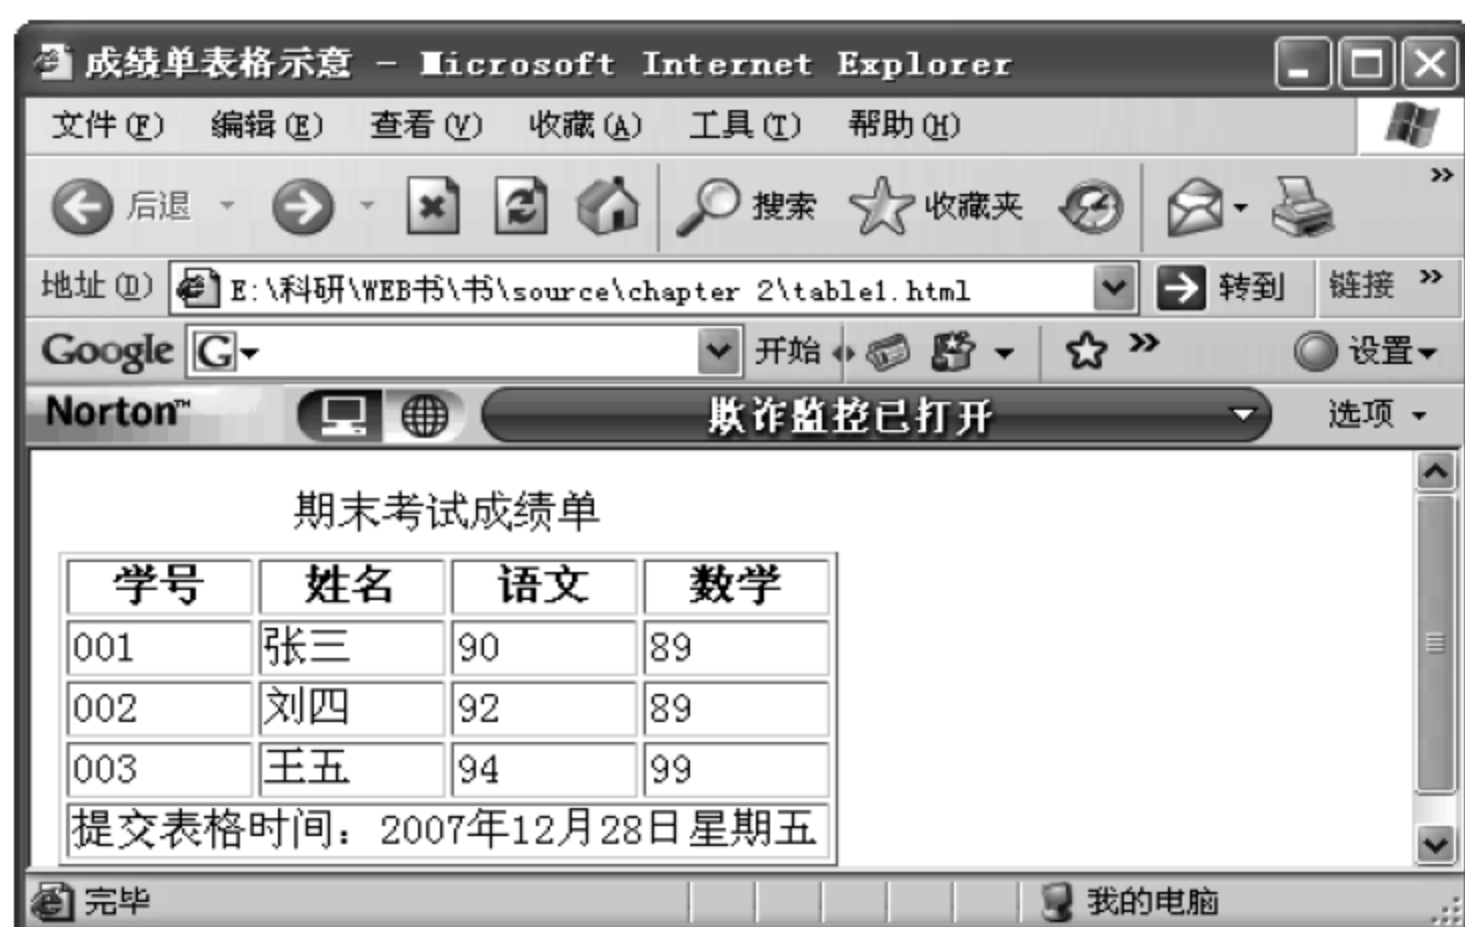 成绩单表格示意 - Microsoft Internet Explorer
文件(F) 编辑(E) 查看(V) 收藏(A) 工具(T) 帮助(H)
后退 搜索 收藏夹 »
地址(D) E:\科研\WEB书\书\source\chapter 2\table1.html 转到 链接 »
Google G 开始 » 设置
Norton™ 欺诈监控已打开 选项
期末考试成绩单
学号 姓名 语文 数学
001 张三 90 89
002 刘四 92 89
003 王五 94 99
提交表格时间：2007年12月28日星期五
完毕 我的电脑